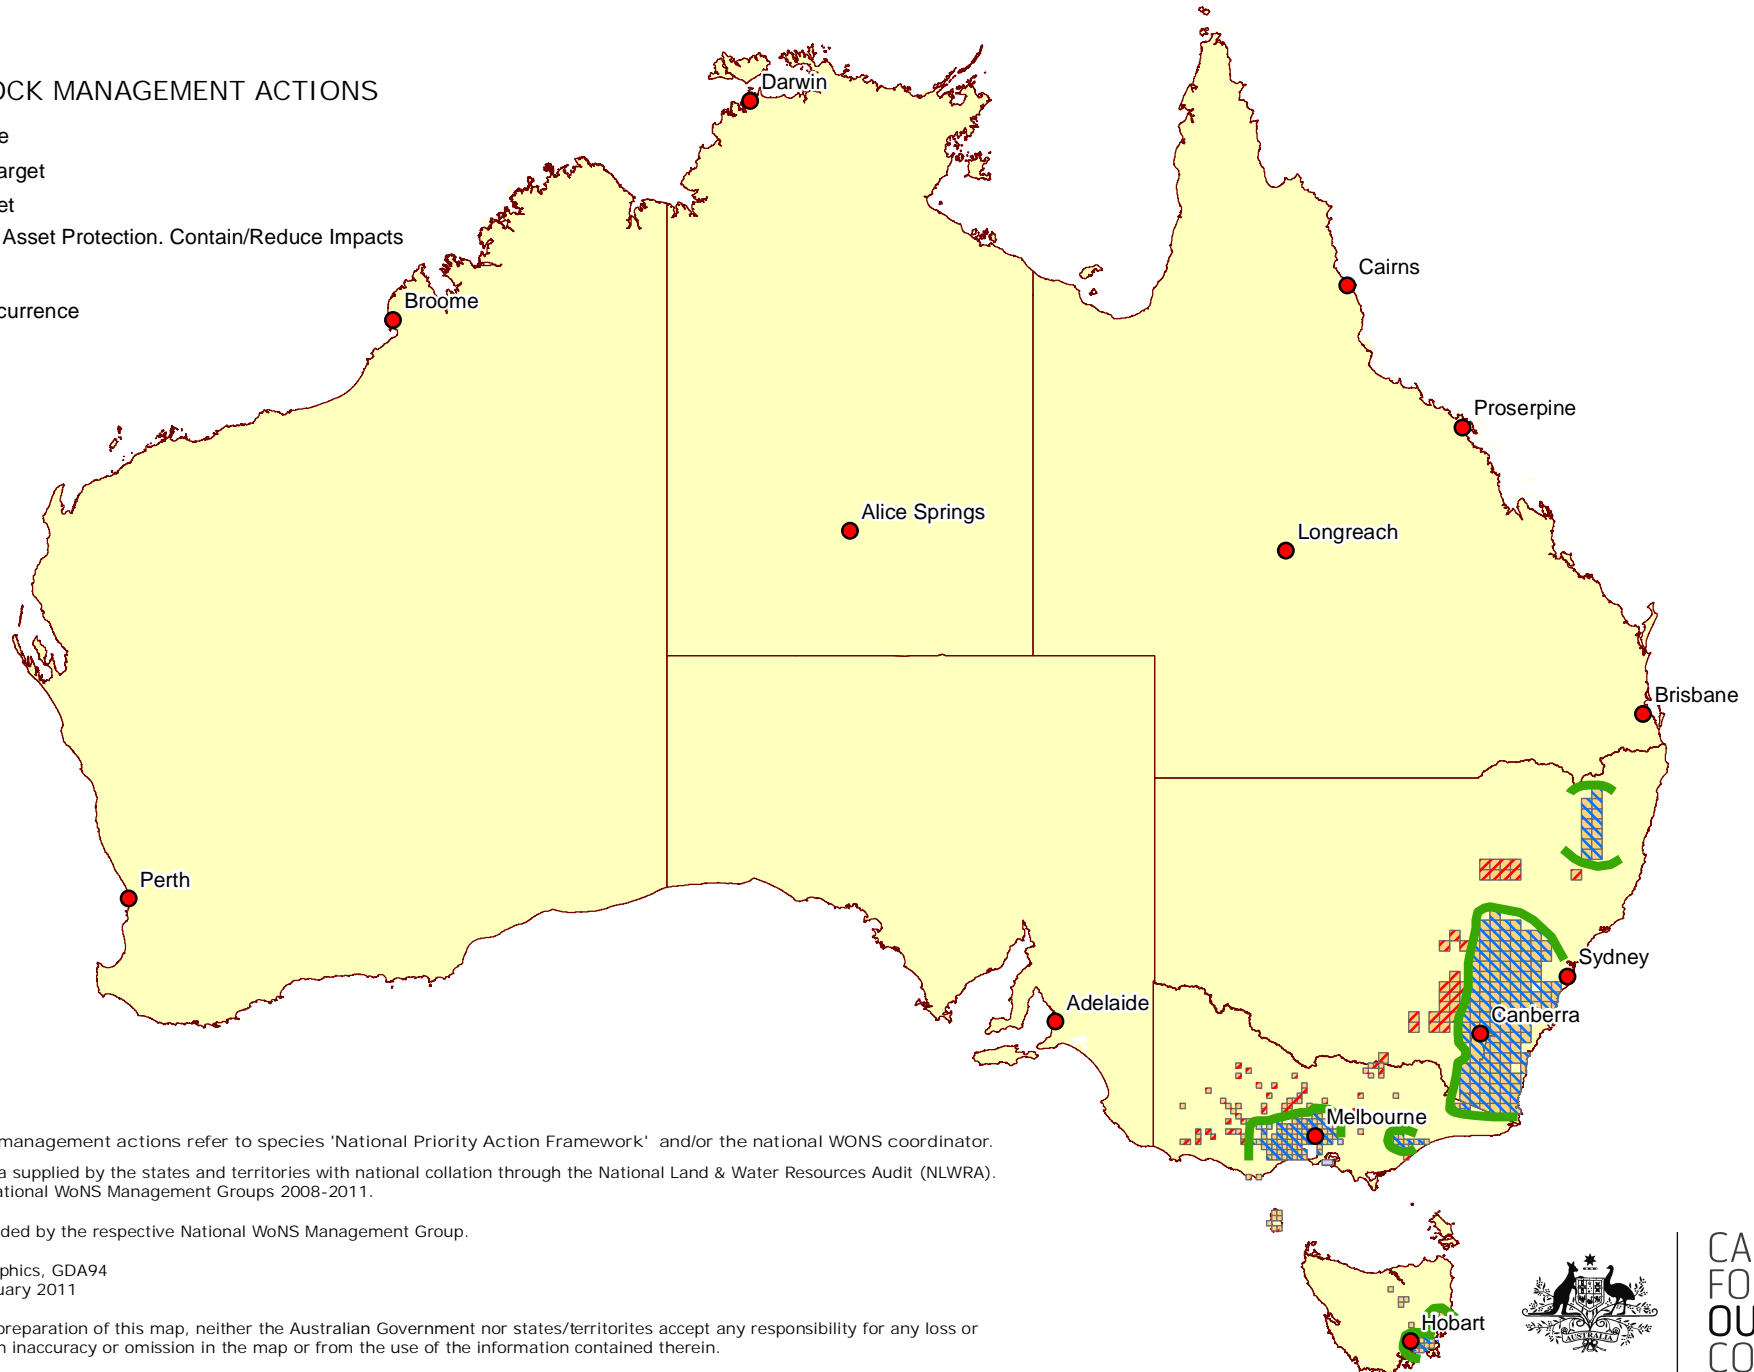 OCK MANAGEMENT ACTIONS
e
arget
et
Asset Protection. Contain/Reduce Impacts
currence
Darwin
Broome
Cairns
Proserpine
Alice Springs
Longreach
Brisbane
Perth
Sydney
Adelaide
Canberra
Melbourne
Hobart
management actions refer to species 'National Priority Action Framework' and/or the national WONS coordinator.
a supplied by the states and territories with national collation through the National Land & Water Resources Audit (NLWRA).
ational WoNS Management Groups 2008-2011.
ded by the respective National WoNS Management Group.
phics, GDA94
uary 2011
preparation of this map, neither the Australian Government nor states/territorites accept any responsibility for any loss or
n inaccuracy or omission in the map or from the use of the information contained therein.
AUSTRALIA
CA
FO
OU
CO